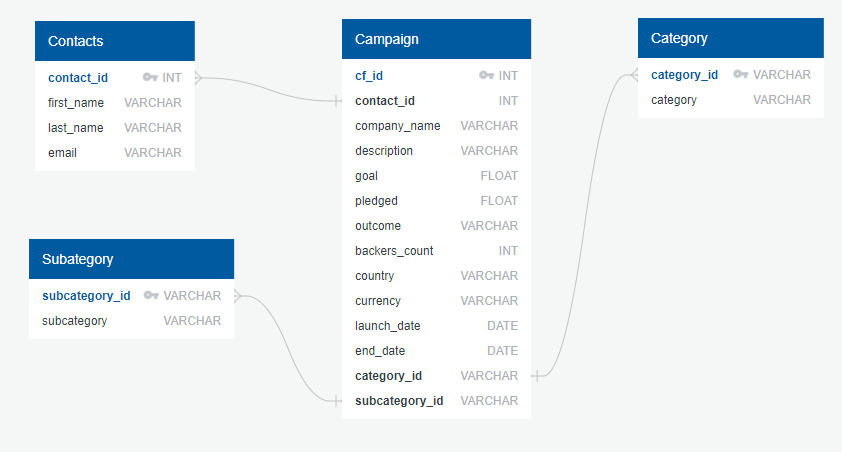 Contacts
contact_id INT
first_name VARCHAR
last_name VARCHAR
email VARCHAR
Campaign
cf_id INT
contact_id INT
company_name VARCHAR
description VARCHAR
goal FLOAT
pledged FLOAT
outcome VARCHAR
backers_count INT
country VARCHAR
currency VARCHAR
launch_date DATE
end_date DATE
category_id VARCHAR
subcategory_id VARCHAR
Category
category_id VARCHAR
category VARCHAR
Subategory
subcategory_id VARCHAR
subcategory VARCHAR